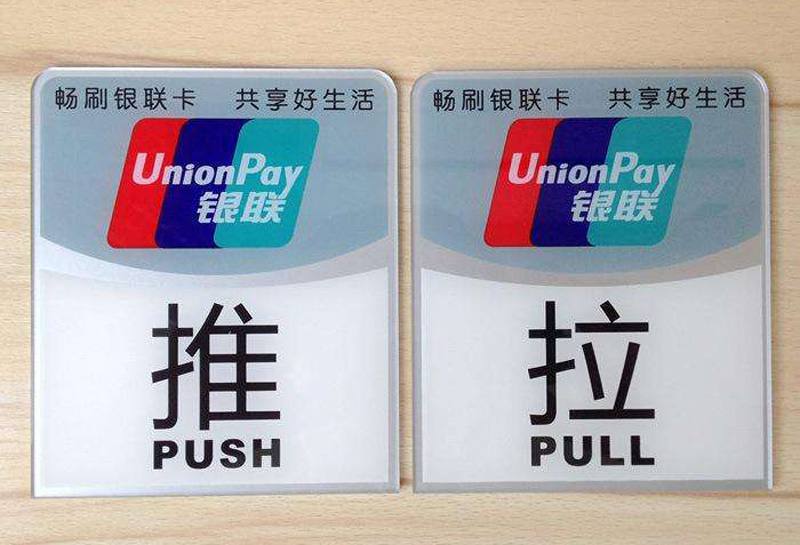 畅刷银联卡 共享好生活
UnionPay
银联
推
PUSH
畅刷银联卡 共享好生活
UnionPay
银联
拉
PULL